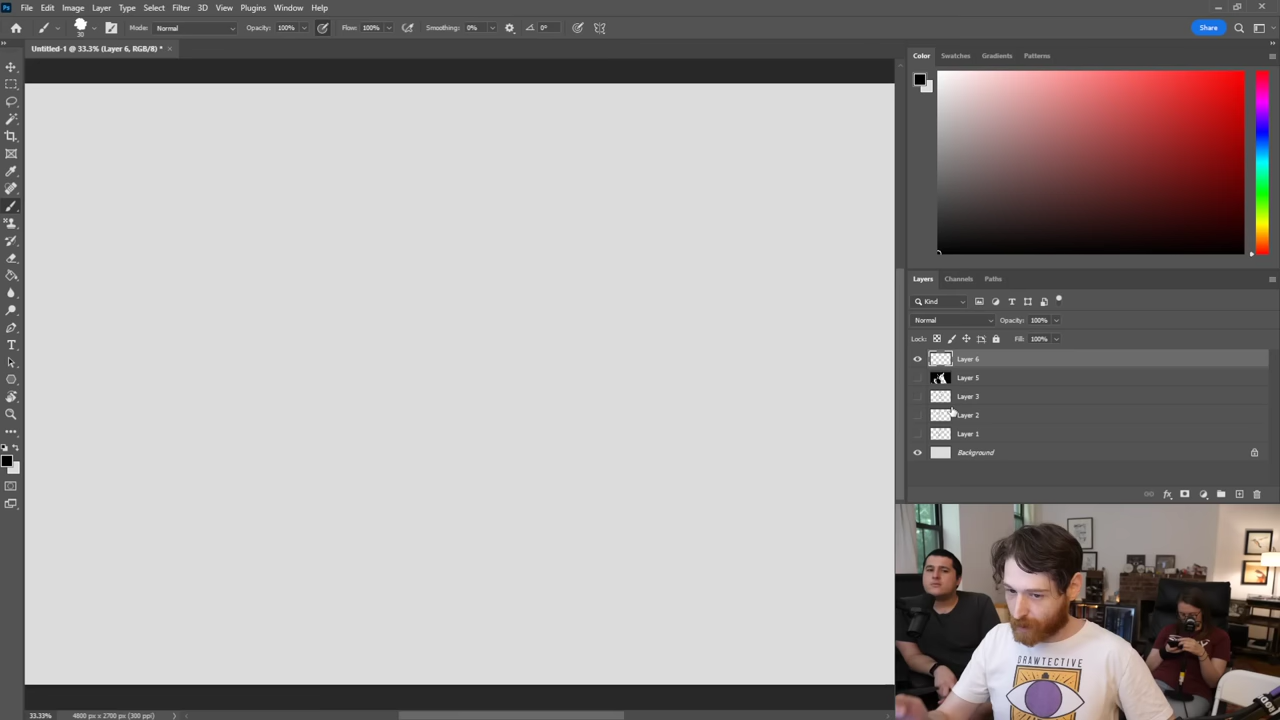 Ps File Edit Image Layer Type Select Filter 3D View Plugins Window Help
30 Mode: Normal Opacity: 100% Flow: 100% Smoothing: 0% 0° Share
Untitled-1 @ 33.3% (Layer 6, RGB/8) * ×
Color Swatches Gradients Patterns
Layers Channels Paths
Kind
Normal Opacity: 100%
Lock: Fill: 100%
Layer 6
Layer 5
Layer 3
Layer 2
Layer 1
Background
DRAWTECTIVE
33.33% 4800 px x 2700 px (300 ppi)